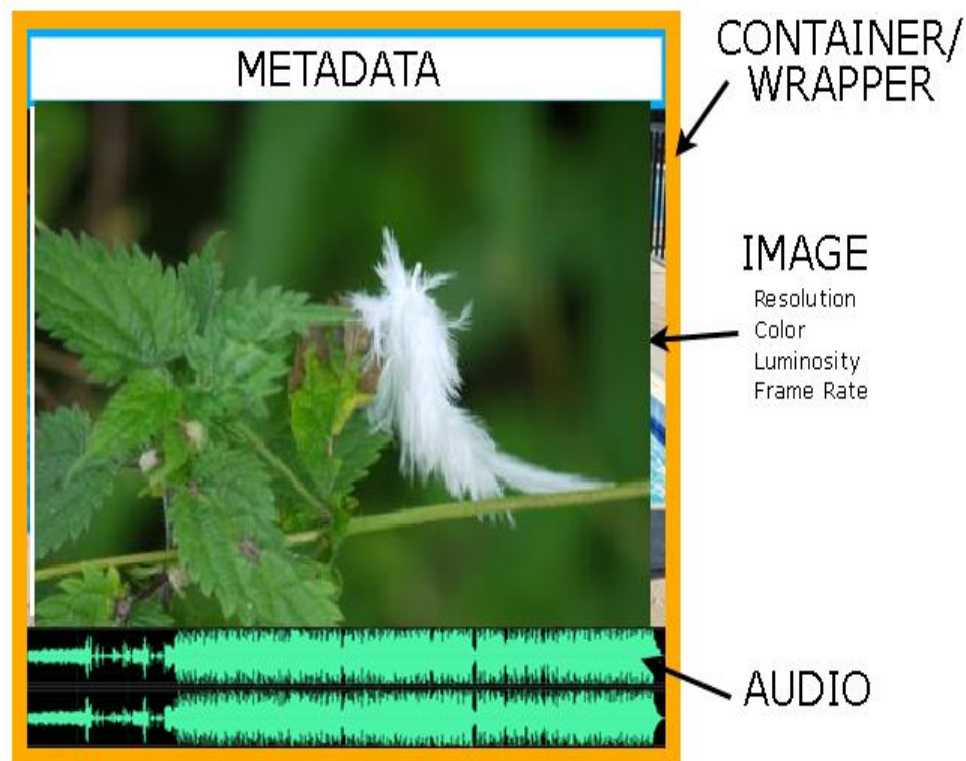 METADATA
CONTAINER/
WRAPPER
IMAGE
Resolution
Color
Luminosity
Frame Rate
AUDIO